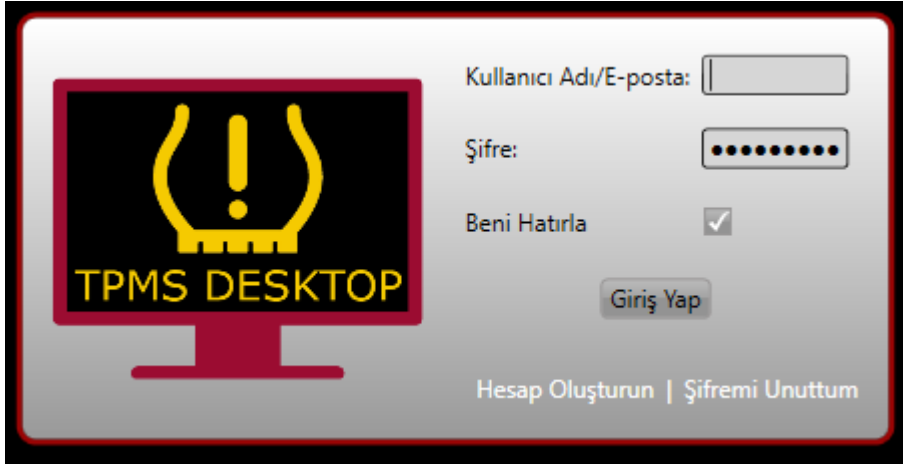 TPMS DESKTOP
Kullanıcı Adı/E-posta:
Şifre:
Beni Hatırla
Giriş Yap
Hesap Oluşturun | Şifremi Unuttum